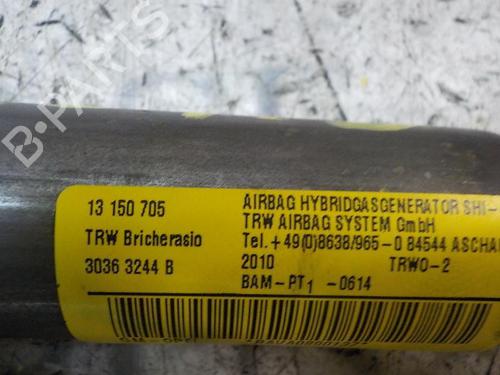 B-PARTS
13 150 705
TRW Bricherasio
3036 3244 B
AIRBAG HYBRIDGASGENERATOR SHI-
TRW AIRBAG SYSTEM GmbH
Tel.+49(0)8638/965-0 84544 ASCHA
2010 TRWO-2
BAM-PT1 -0614